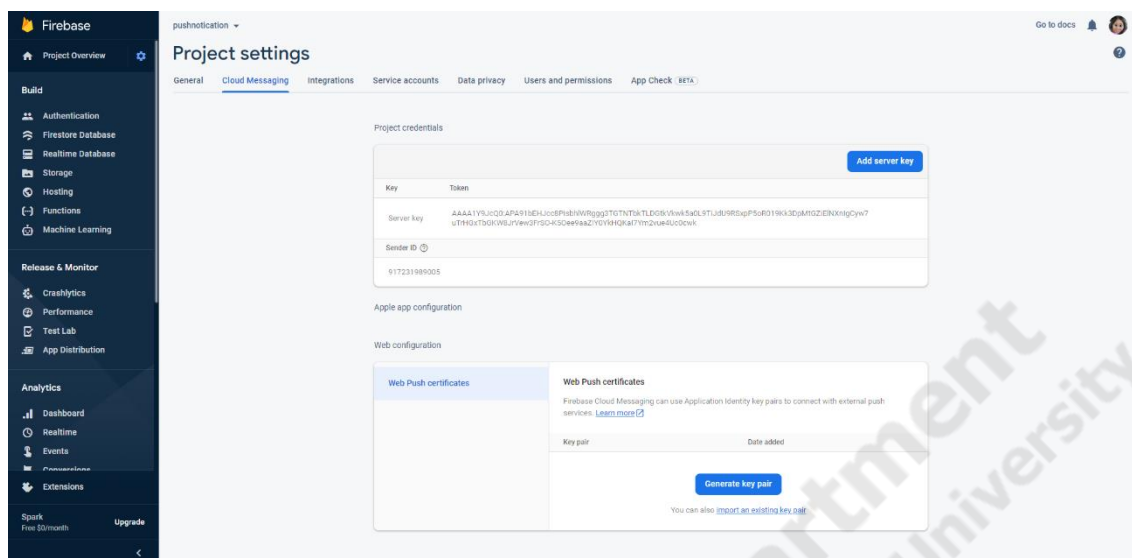 Firebase
pushnotication
Go to docs
Project Overview
Project settings
General Cloud Messaging Integrations Service accounts Data privacy Users and permissions App Check BETA
Build
Authentication
Firestore Database
Realtime Database
Storage
Hosting
Functions
Machine Learning
Release & Monitor
Crashlytics
Performance
Test Lab
App Distribution
Analytics
Dashboard
Realtime
Events
Conversions
Extensions
Spark
Free $0/month
Upgrade
Project credentials
Add server key
Key Token
Server key
Sender ID
917231989005
Apple app configuration
Web configuration
Web Push certificates
Web Push certificates
Firebase Cloud Messaging can use Application Identity key pairs to connect with external push
services. Learn more
Key pair Date added
Generate key pair
You can also import an existing key pair
artment
University